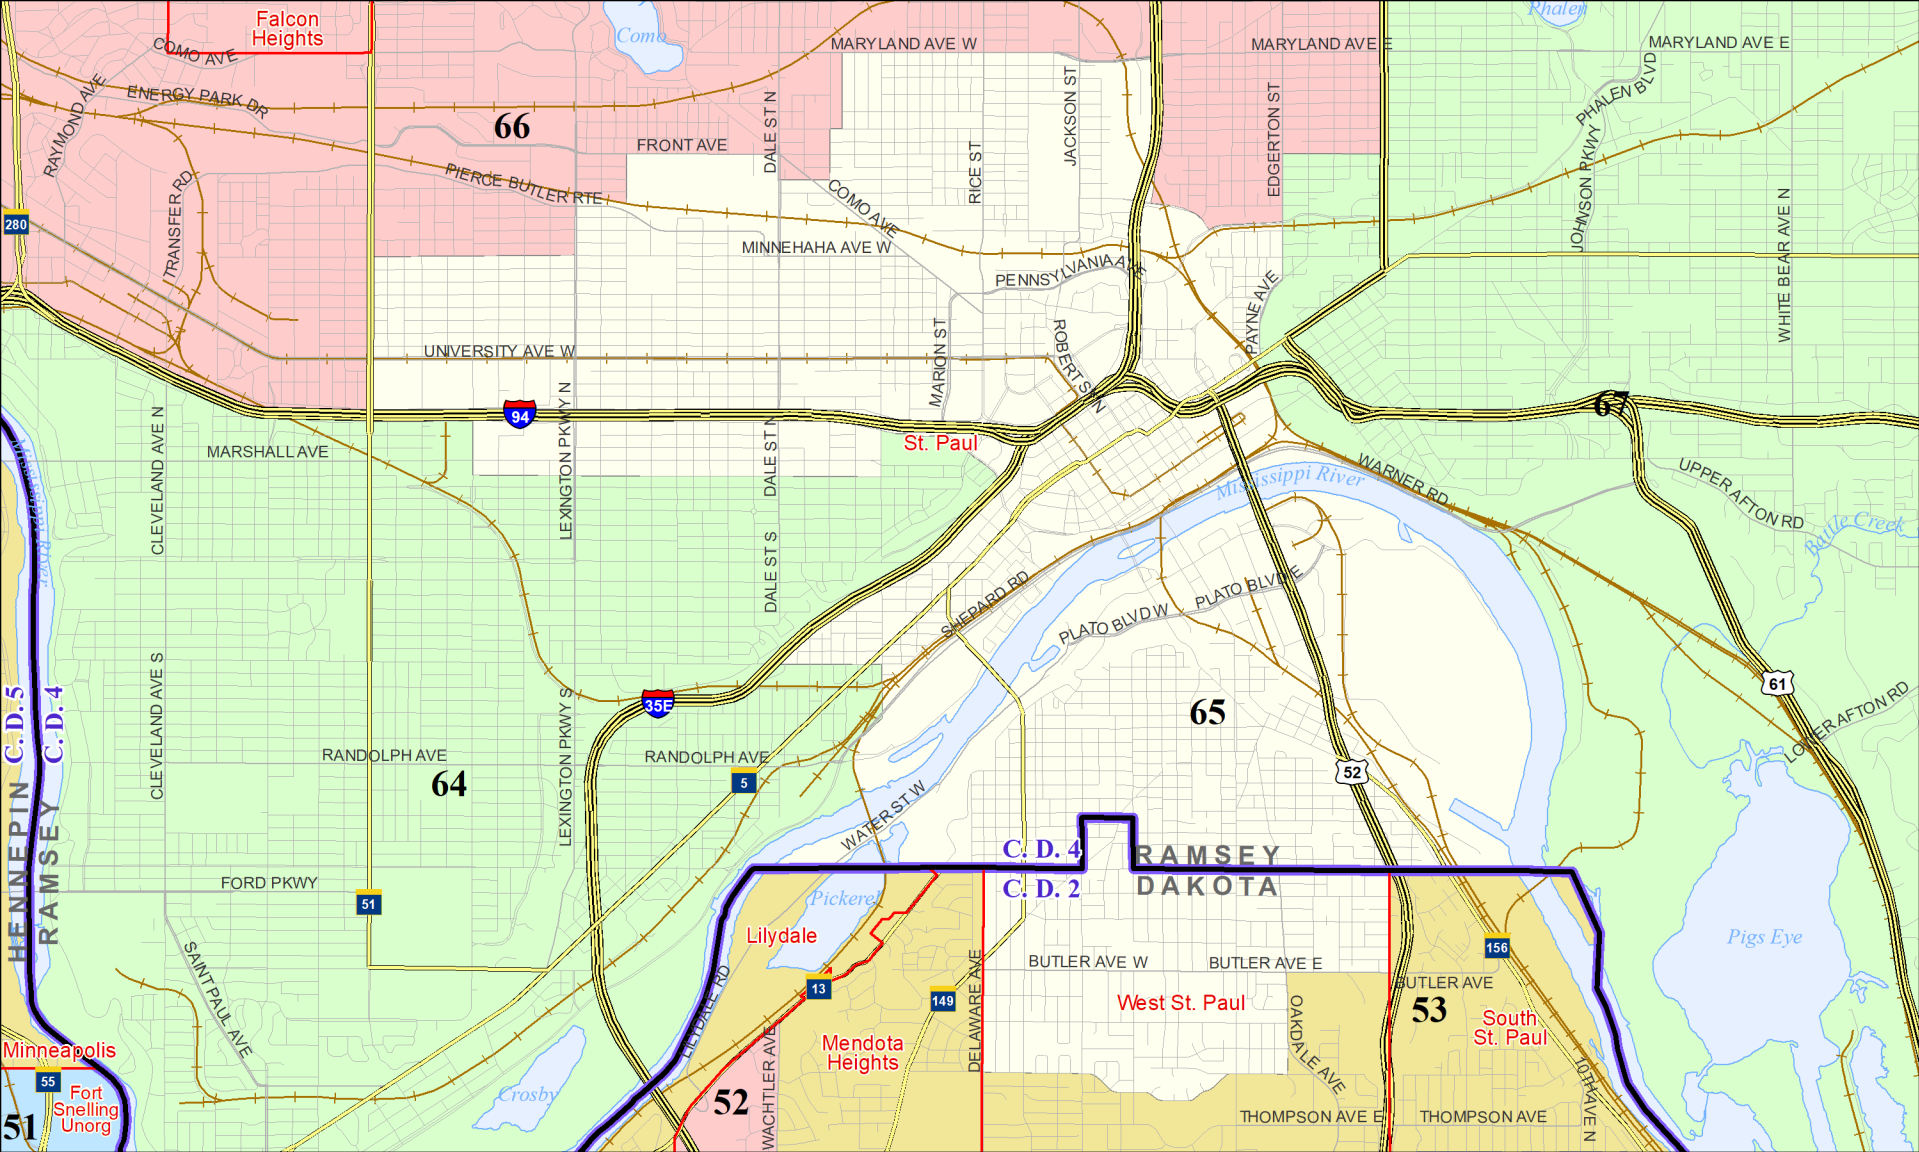 Falcon
Heights
COMO AVE
Como
MARYLAND AVE W
MARYLAND AVE E
Phalen
MARYLAND AVE E
RAYMOND AVE
ENERGY PARK DR
66
FRONT AVE
DALE ST N
RICE ST
JACKSON ST
EDGERTON ST
PHALEN BLVD
JOHNSON PKWY
TRANSFER RD
PIERCE BUTLER RTE
COMO AVE
280
MINNEHAHA AVE W
PENNSYLVANIA AVE
WHITE BEAR AVE N
PAYNE AVE
UNIVERSITY AVE W
MARION ST
ROBERT ST N
94
LEXINGTON PKWY N
DALE ST N
St. Paul
67
CLEVELAND AVE N
MARSHALL AVE
Mississippi River
Mississippi River
WARNER RD
UPPER AFTON RD
Battle Creek
DALE ST S
SHEPARD RD
PLATO BLVD W
PLATO BLVD E
C. D. 5
C. D. 4
CLEVELAND AVE S
LEXINGTON PKWY S
35E
61
LOWER AFTON RD
65
RANDOLPH AVE
RANDOLPH AVE
64
5
52
WATER ST W
HENNEPIN
RAMSEY
C. D. 4
RAMSEY
C. D. 2
DAKOTA
FORD PKWY
51
Pickerel
Lilydale
Pigs Eye
SAINT PAUL AVE
LILYDALE RD
13
149
DELAWARE AVE
BUTLER AVE W
BUTLER AVE E
156
BUTLER AVE
West St. Paul
53
OAKDALE AVE
South
St. Paul
Minneapolis
55
Fort
Snelling
Unorg
51
Crosby
Mendota
Heights
52
WACHTLER AVE
THOMPSON AVE E
THOMPSON AVE
10TH AVE N